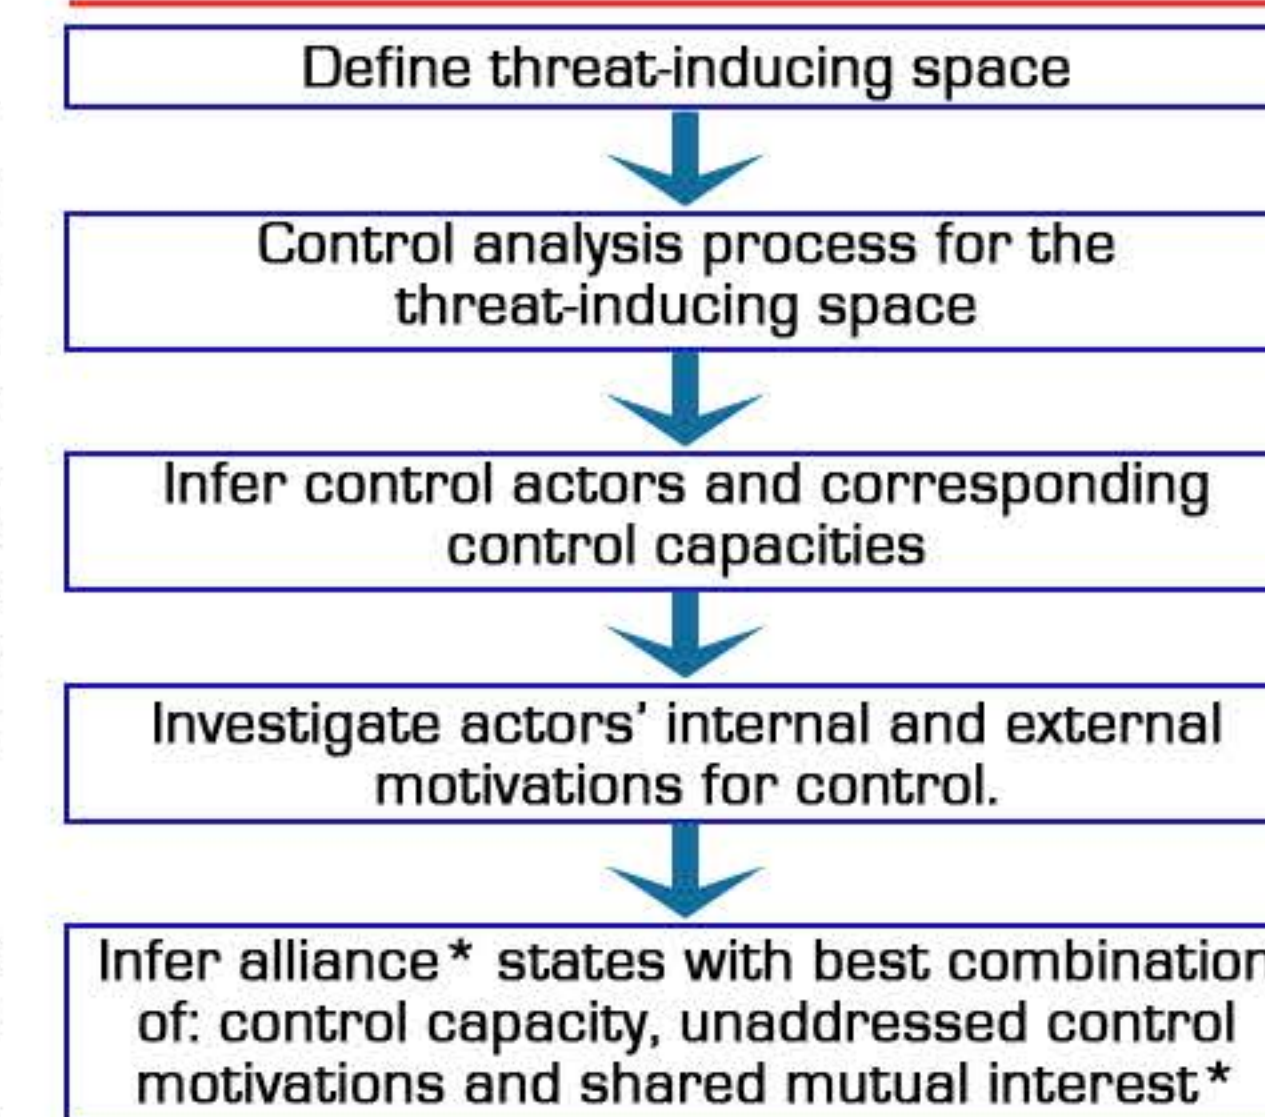 Define threat-inducing space
Control analysis process for the
threat-inducing space
Infer control actors and corresponding
control capacities
Investigate actors' internal and external
motivations for control.
Infer alliance* states with best combination
of: control capacity, unaddressed control
motivations and shared mutual interest*